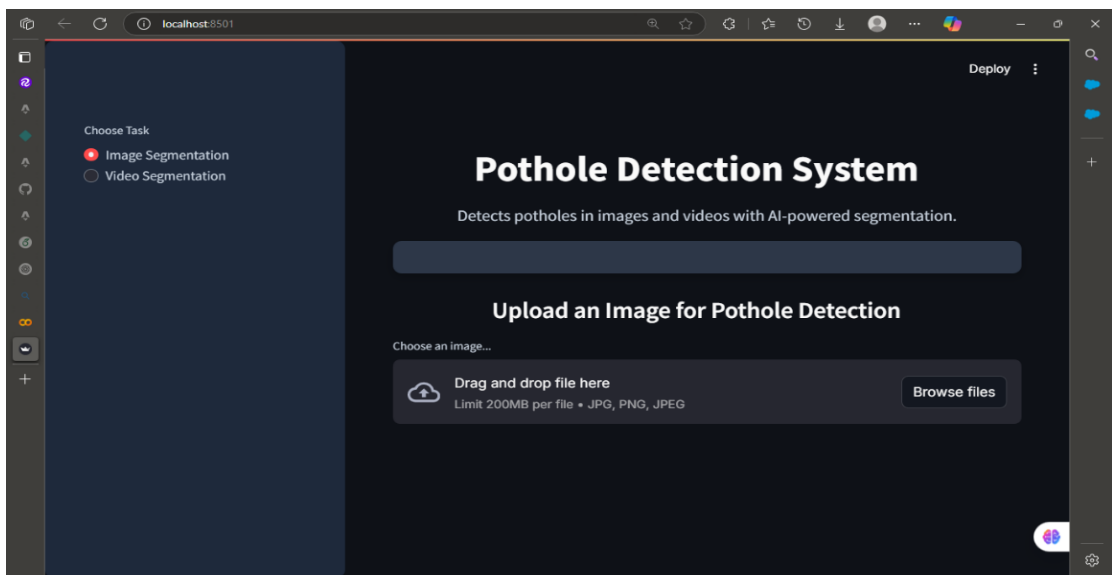 localhost:8501
Deploy
Choose Task
Image Segmentation
Video Segmentation
Pothole Detection System
Detects potholes in images and videos with AI-powered segmentation.
Upload an Image for Pothole Detection
Choose an image...
Drag and drop file here
Limit 200MB per file • JPG, PNG, JPEG
Browse files